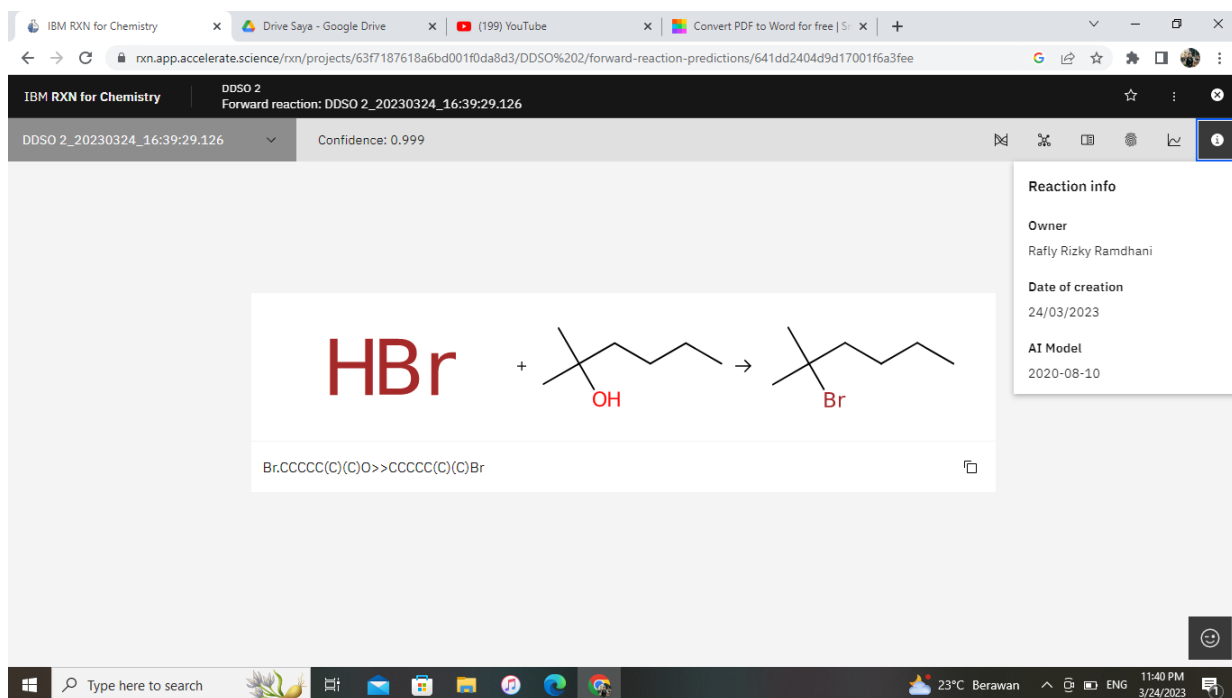 IBM RXN for Chemistry
Drive Saya - Google Drive
(199) YouTube
Convert PDF to Word for free | Sr
rxn.app.accelerate.science/rxn/projects/63f7187618a6bd001f0da8d3/DDSO%202/forward-reaction-predictions/641dd2404d9d17001f6a3fee
IBM RXN for Chemistry
DDSO 2
Forward reaction: DDSO 2_20230324_16:39:29.126
DDSO 2_20230324_16:39:29.126
Confidence: 0.999
Reaction info
Owner
Rafly Rizky Ramdhani
Date of creation
24/03/2023
AI Model
2020-08-10
HBr + OH → Br
Br.CCCCC(C)(C)O>>CCCCC(C)(C)Br
Type here to search
23°C Berawan
ENG
11:40 PM
3/24/2023